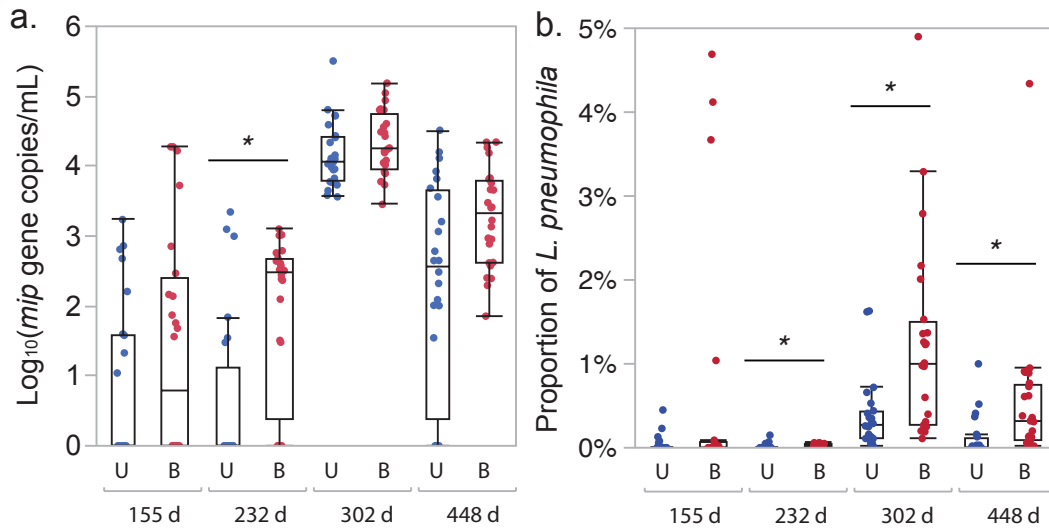 a.
Log₁₀(mip gene copies/mL)
6
5
4
3
2
1
0
*
U B U B U B U B
155 d 232 d 302 d 448 d
b.
Proportion of L. pneumophila
5%
4%
3%
2%
1%
0%
*
*
*
U B U B U B U B
155 d 232 d 302 d 448 d